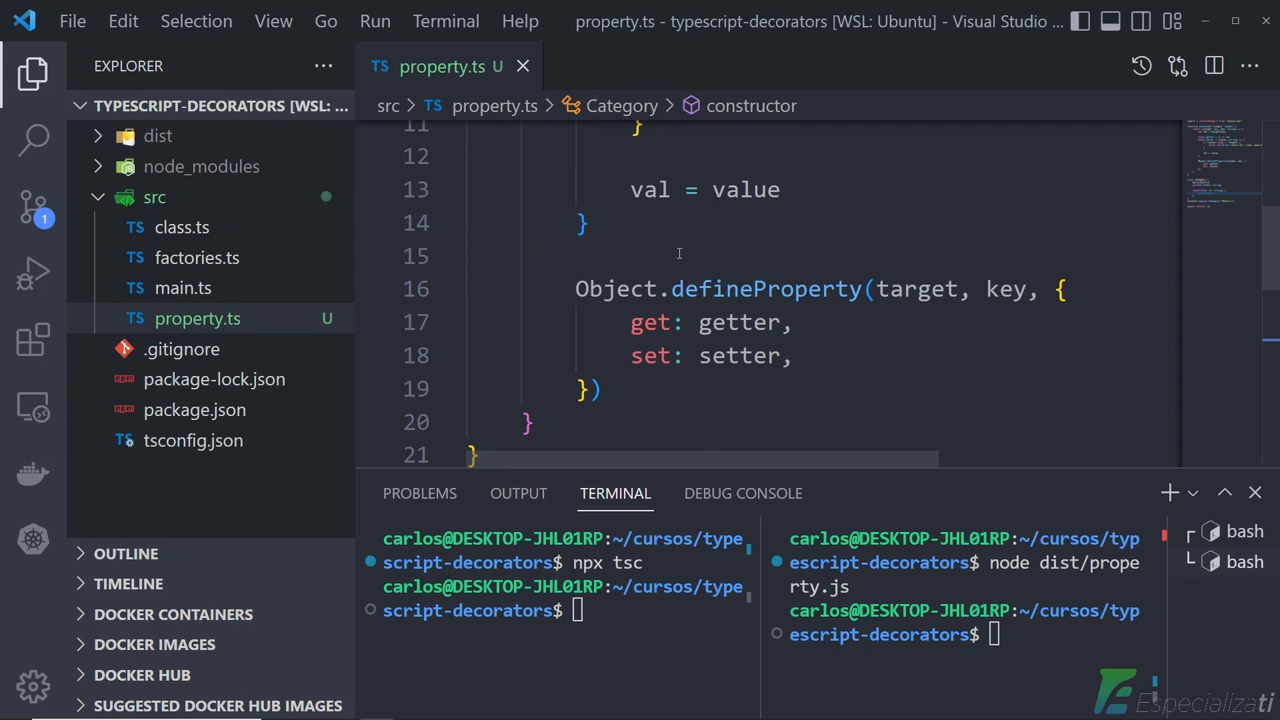 File Edit Selection View Go Run Terminal Help property.ts - typescript-decorators [WSL: Ubuntu] - Visual Studio ...
EXPLORER
TYPESCRIPT-DECORATORS [WSL: ...
dist
node_modules
src
class.ts
factories.ts
main.ts
TS property.ts U
.gitignore
package-lock.json
package.json
tsconfig.json
OUTLINE
TIMELINE
DOCKER CONTAINERS
DOCKER IMAGES
DOCKER HUB
SUGGESTED DOCKER HUB IMAGES
1
TS property.ts U
src > TS property.ts > Category > constructor
11 }
12
13 val = value
14 }
15
16 Object.defineProperty(target, key, {
17 get: getter,
18 set: setter,
19 })
20 }
21 }
PROBLEMS OUTPUT TERMINAL DEBUG CONSOLE
carlos@DESKTOP-JHL01RP:~/cursos/type
script-decorators$ npx tsc
carlos@DESKTOP-JHL01RP:~/cursos/type
script-decorators$
carlos@DESKTOP-JHL01RP:~/cursos/typ
escript-decorators$ node dist/prope
rty.js
carlos@DESKTOP-JHL01RP:~/cursos/typ
escript-decorators$
bash
bash
Especializati